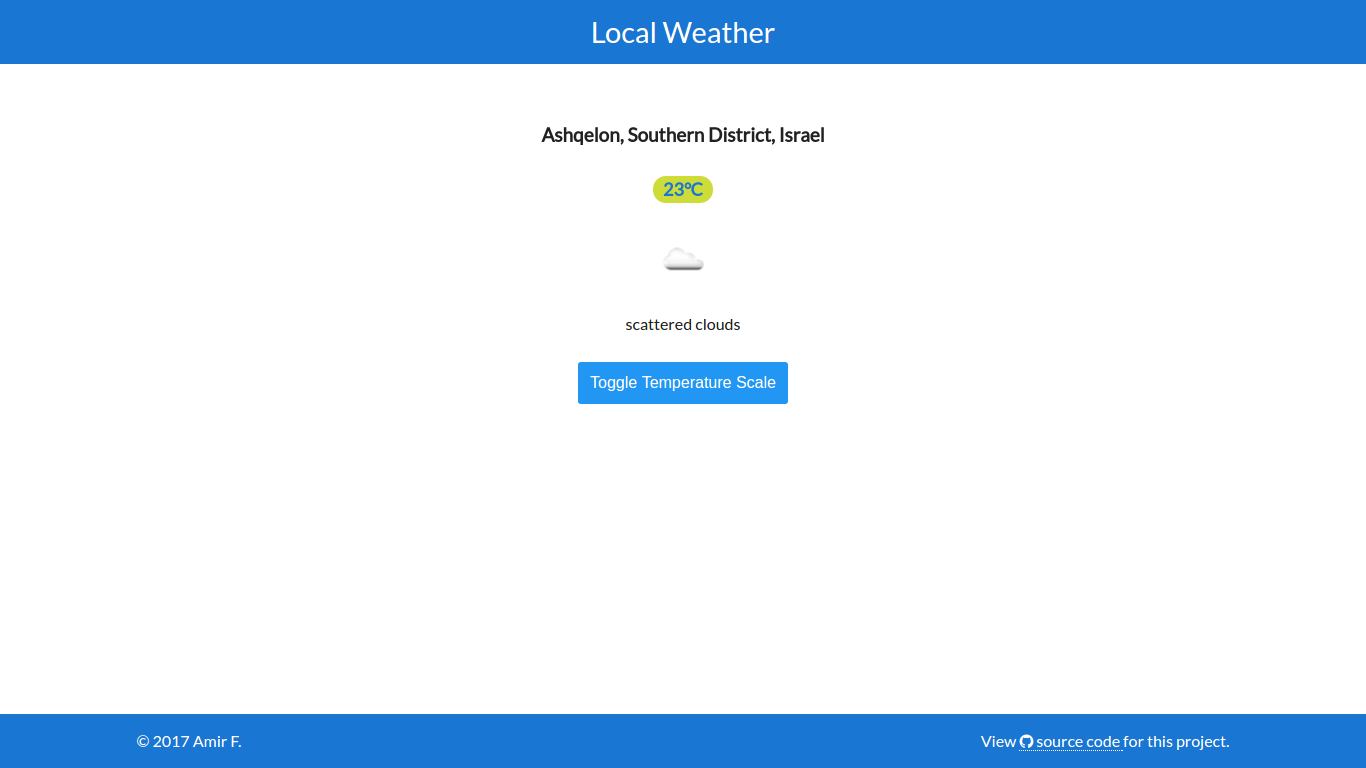 Local Weather
Ashqelon, Southern District, Israel
23°C
scattered clouds
Toggle Temperature Scale
© 2017 Amir F.
View source code for this project.